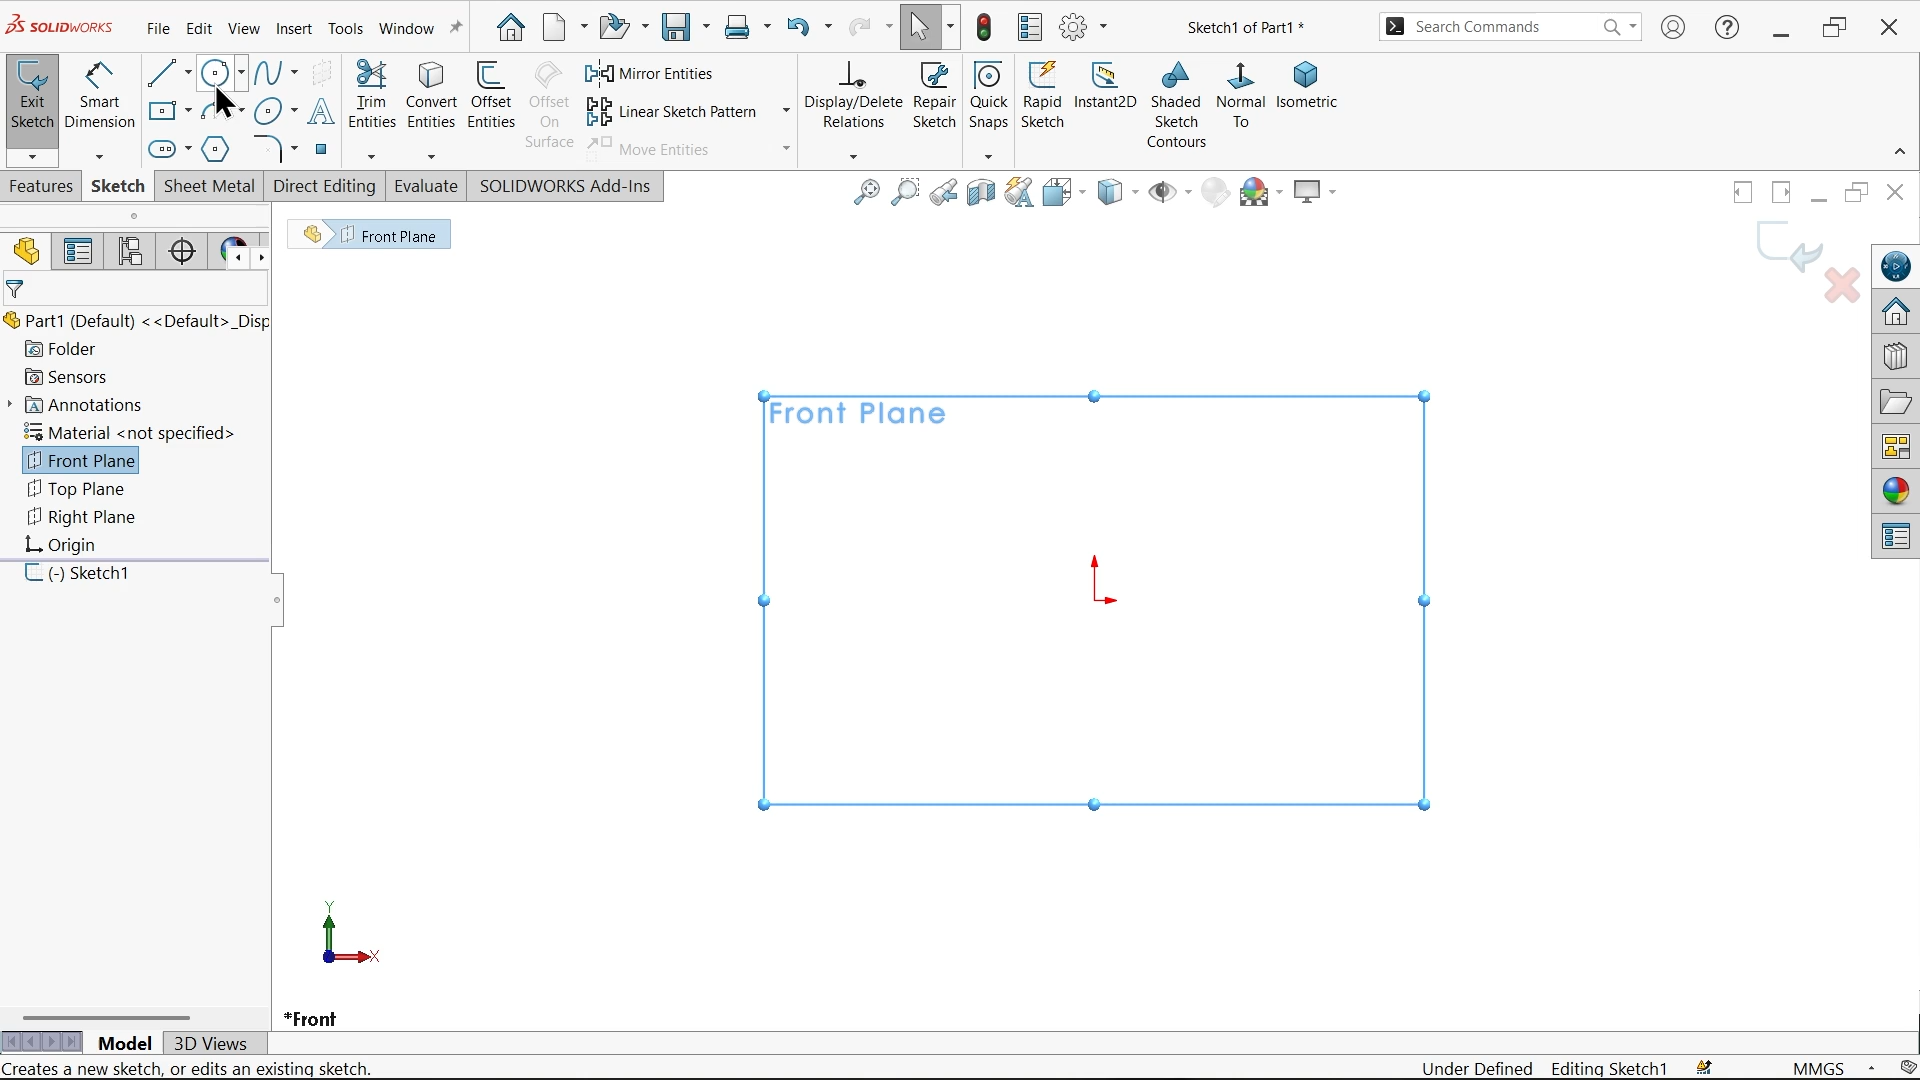 SOLIDWORKS File Edit View Insert Tools Window Sketch1 of Part1 * Search Commands
Exit Sketch
Smart Dimension
Trim Entities
Convert Entities
Offset Entities
Offset On Surface
Mirror Entities
Linear Sketch Pattern
Move Entities
Display/Delete Relations
Repair Sketch
Quick Snaps
Rapid Sketch
Instant2D
Shaded Sketch Contours
Normal To
Isometric
Features Sketch Sheet Metal Direct Editing Evaluate SOLIDWORKS Add-Ins
Front Plane
Part1 (Default) <<Default>_Disp
Folder
Sensors
Annotations
Material <not specified>
Front Plane
Top Plane
Right Plane
Origin
(-) Sketch1
Front Plane
Y
X
*Front
Model 3D Views
Creates a new sketch, or edits an existing sketch. Under Defined Editing Sketch1 MMGS